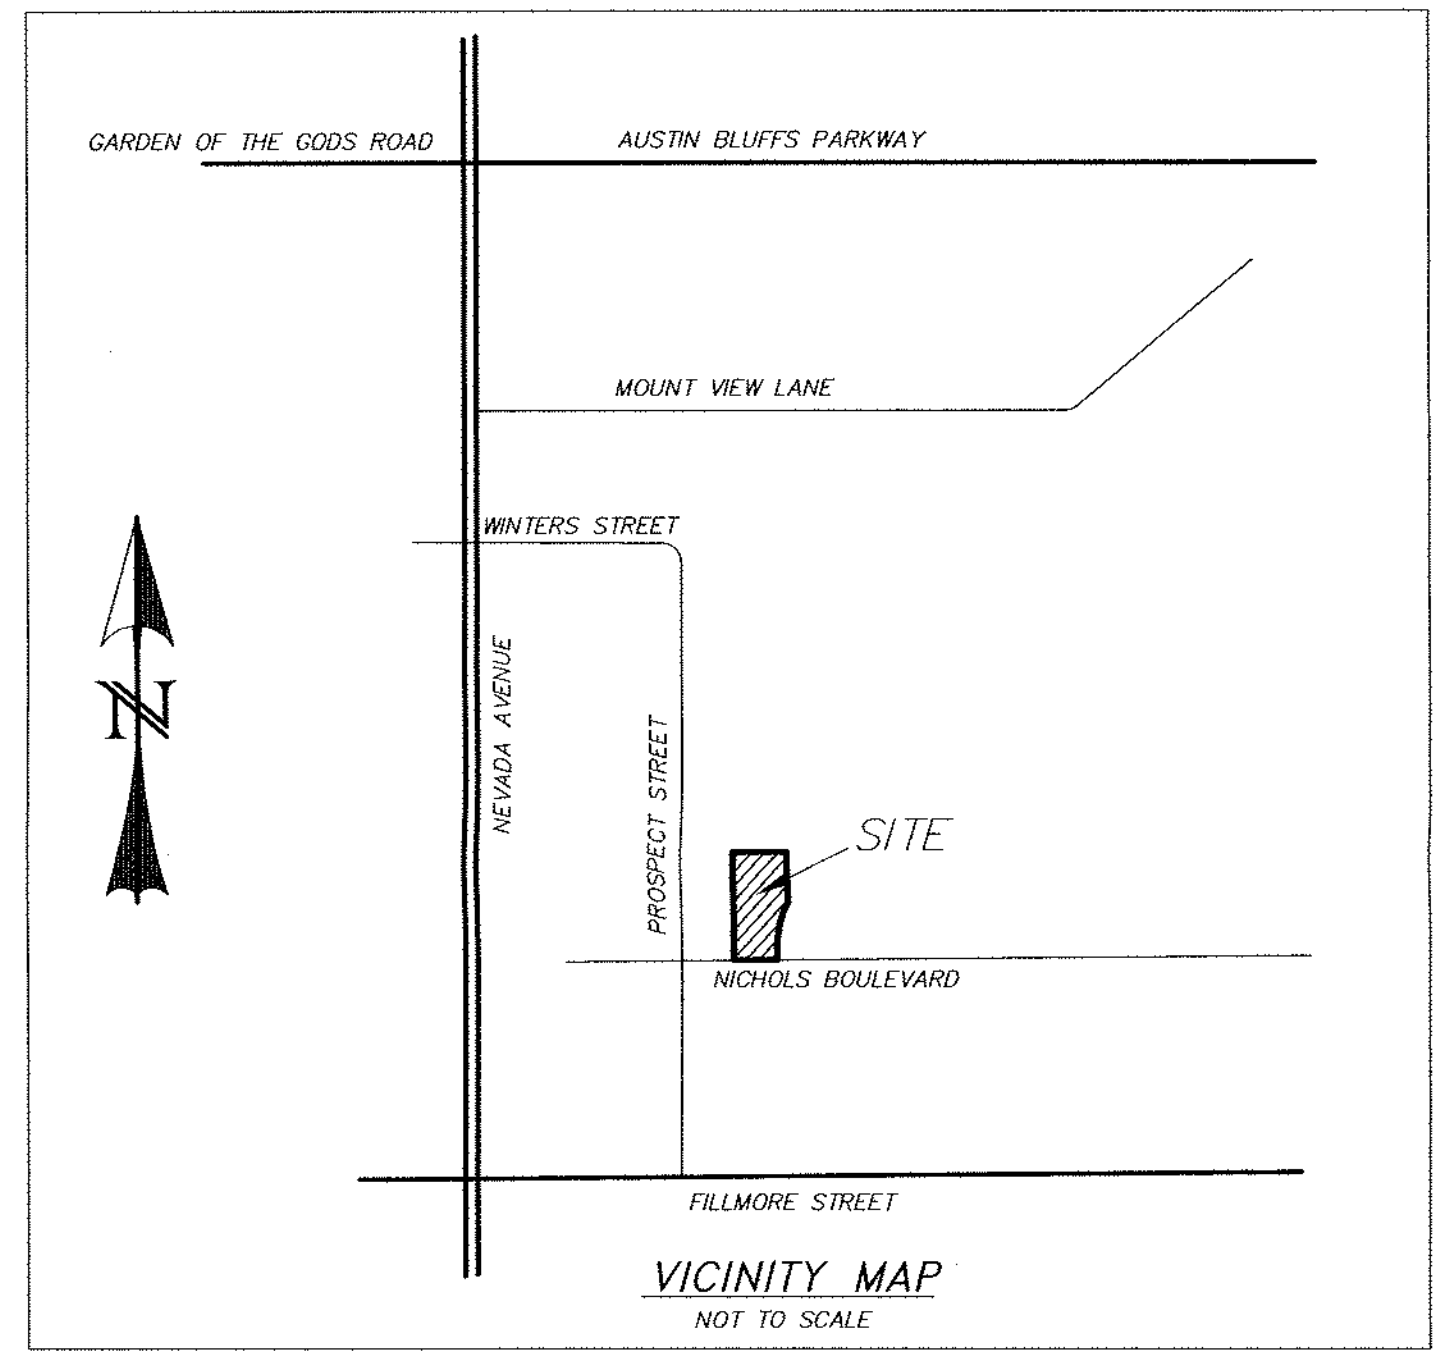 GARDEN OF THE GODS ROAD
AUSTIN BLUFFS PARKWAY
MOUNT VIEW LANE
WINTERS STREET
NEVADA AVENUE
N
PROSPECT STREET
SITE
NICHOLS BOULEVARD
FILLMORE STREET
VICINITY MAP
NOT TO SCALE